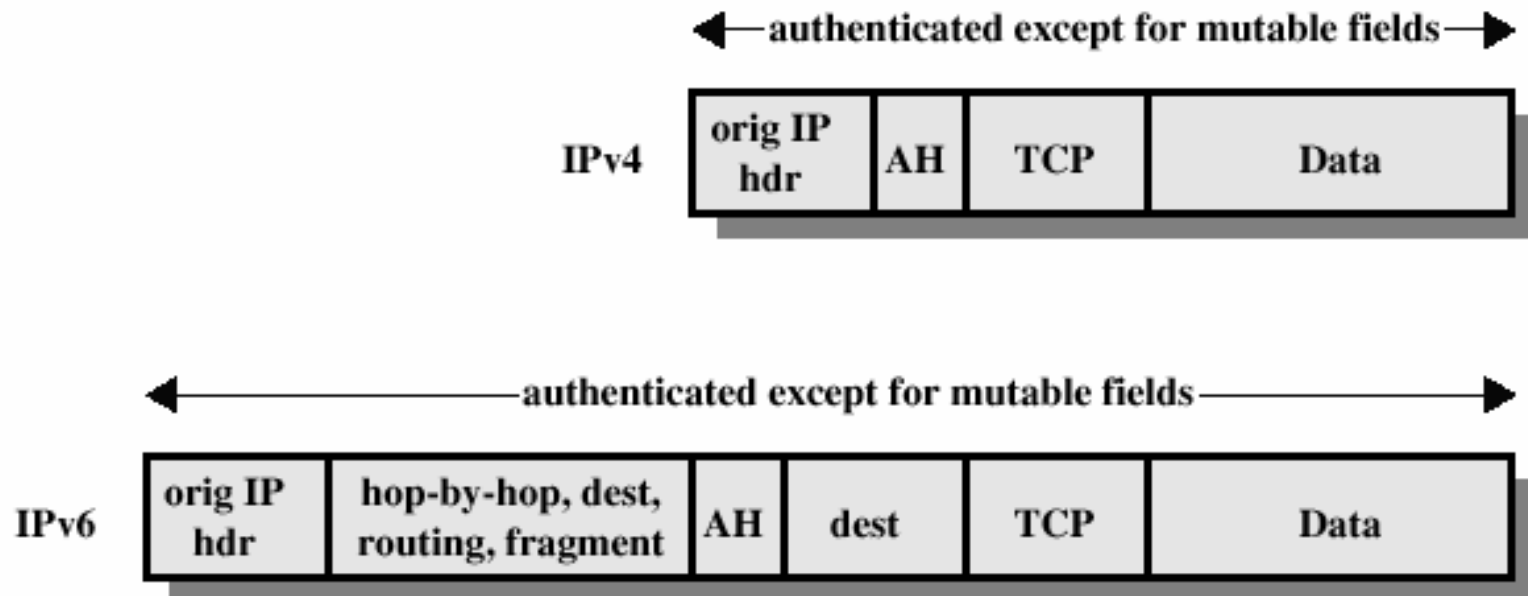 authenticated except for mutable fields
IPv4
orig IP
hdr
AH
TCP
Data
authenticated except for mutable fields
IPv6
orig IP
hdr
hop-by-hop, dest,
routing, fragment
AH
dest
TCP
Data